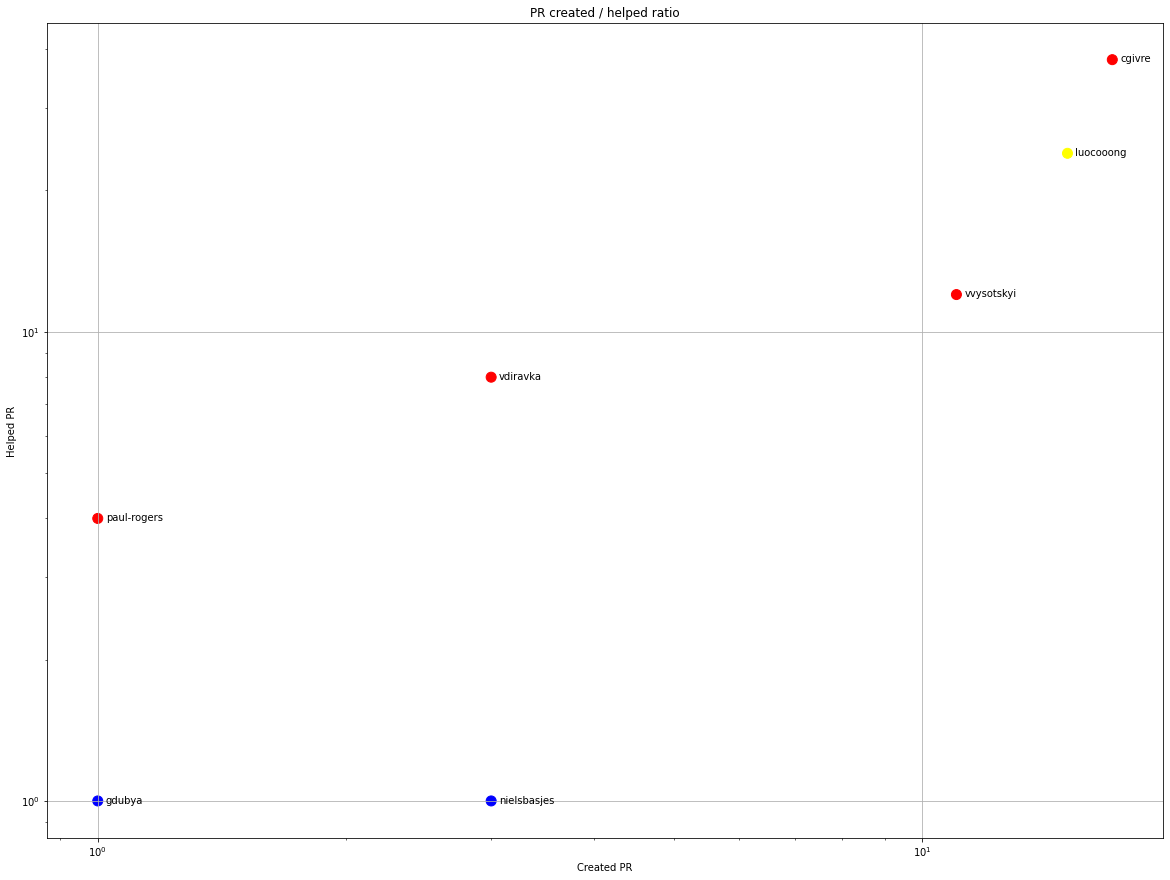 PR created / helped ratio
cgivre
luocooong
vvysotskyi
10¹
vdiravka
Helped PR
paul-rogers
10⁰
gdubya
nielsbasjes
10⁰
10¹
Created PR